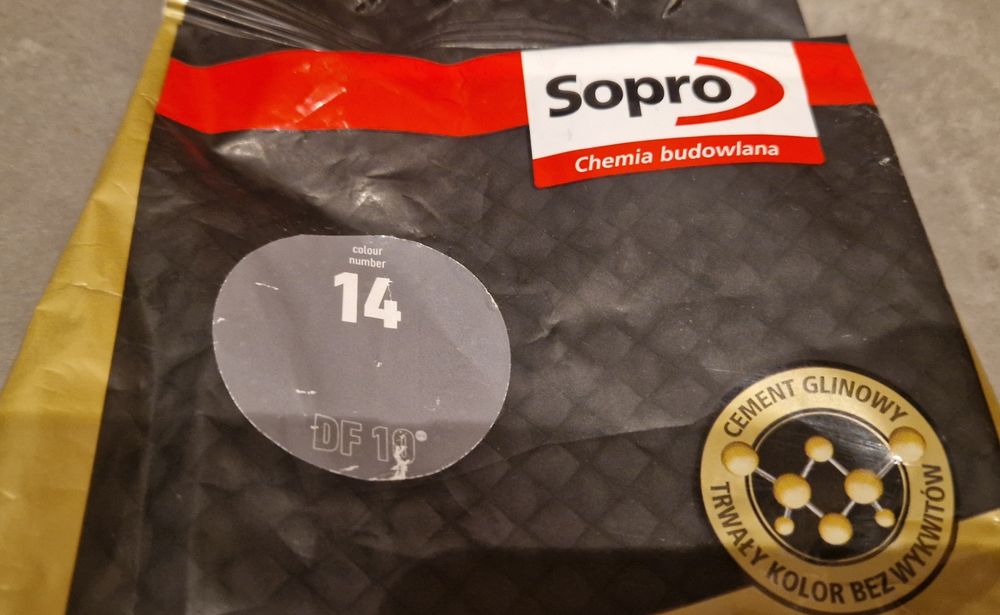 Sopro
Chemia budowlana
colour
number
14
DF 10®
CEMENT GLINOWY
TRWAŁY KOLOR BEZ WYKWITÓW